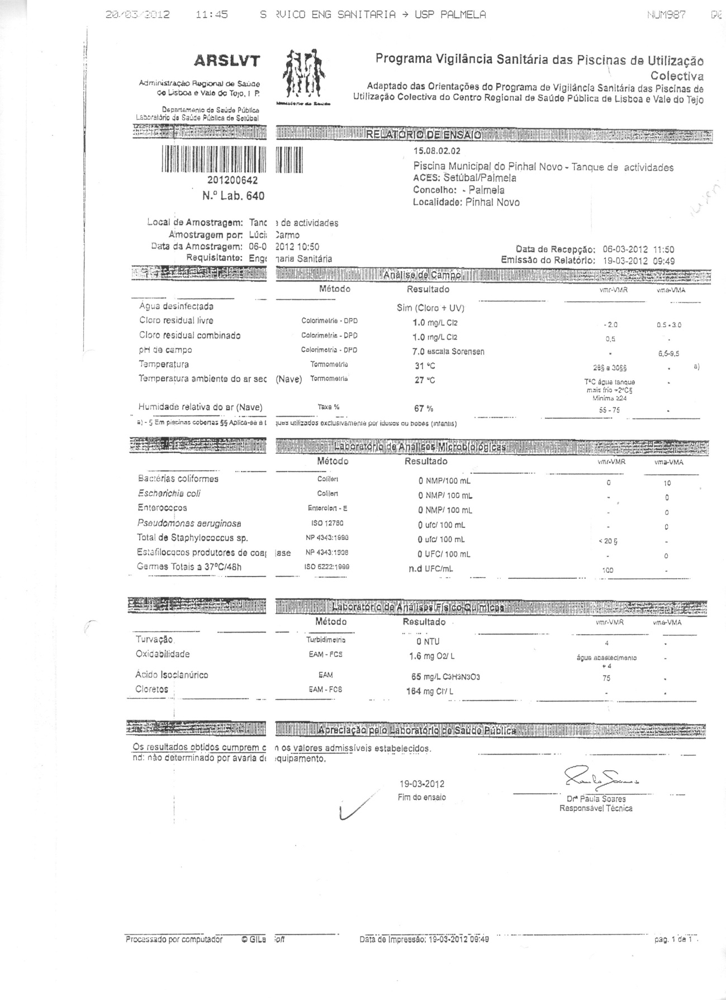 11:45 S RVICO ENG SANITARIA → USP PALMELA NUM987
ARSLVT
Administração Regional de Saúde
de Lisboa e Vale do Tejo, I P.
Departamento de Saúde Pública
Laboratório de Saúde Pública de Setúbal
Ministério da Saúde
Programa Vigilância Sanitária das Piscinas de Utilização
Colectiva
Adaptado das Orientações do Programa de Vigilância Sanitária das Piscinas de
Utilização Colectiva do Centro Regional de Saúde Pública de Lisboa e Vale do Tejo
RELATÓRIO DE ENSAIO
201200642
N.º Lab. 640
15.08.02.02
Piscina Municipal do Pinhal Novo - Tanque de actividades
ACES: Setúbal/Palmela
Concelho: - Palmela
Localidade: Pinhal Novo
Local de Amostragem: Tanc de actividades
Amostragem por: Lúci Carmo
Data da Amostragem: 06-0 2012 10:50
Requisitante: Enge naria Sanitária
Data de Recepção: 06-03-2012 11:50
Emissão do Relatório: 19-03-2012 09:49
Análise de Campo
Método Resultado vmr-VMR vma-VMA
Água desinfectada Sim (Cloro + UV)
Cloro residual livre Colorimetria - DPD 1.0 mg/L Cl2 - 2.0 0.5 - 3.0
Cloro residual combinado Colorimetria - DPD 1.0 mg/L Cl2 0,5 -
pH de campo Colorimetria - DPD 7.0 escala Sorensen - 6,5-9,5
Temperatura Termometria 31 ºC 28§ a 30§§ - a)
Temperatura ambiente do ar sec (Nave) Termometria 27 ºC TºC água tanque -
mais frio +2ºC§
Minima ≥24
Humidade relativa do ar (Nave) Taxa % 67 % 55 - 75 -
a) - § Em piscinas cobertas §§ Aplica-se a t ques utilizados exclusivamente por idosos ou bebes (infantis)
Laboratório de Análises Microbiológicas
Método Resultado vmr-VMR vma-VMA
Bactérias coliformes Colilert 0 NMP/100 mL 0 10
Escherichia coli Colilert 0 NMP/ 100 mL - 0
Enterococos Enterolert - E 0 NMP/ 100 mL - 0
Pseudomonas aeruginosa ISO 12780 0 ufc/ 100 mL - 0
Total de Staphylococcus sp. NP 4343:1998 0 ufc/ 100 mL < 20 § -
Estafilococos produtores de coag lase NP 4343:1998 0 UFC/ 100 mL - 0
Germes Totais a 37ºC/48h ISO 6222:1999 n.d UFC/mL 100 -
Laboratório de Análises Físico Químicas
Método Resultado vmr-VMR vma-VMA
Turvação Turbidimetria 0 NTU 4 -
Oxidabilidade EAM - FCS 1.6 mg O2/ L água abastecimento -
+ 4
Ácido Isocianúrico EAM 65 mg/L C3H3N3O3 75 -
Cloretos EAM - FCS 164 mg Cl-/ L - -
Apreciação pelo Laboratório de Saúde Pública
Os resultados obtidos cumprem c n os valores admissíveis estabelecidos.
nd: não determinado por avaria de equipamento.
19-03-2012
Fim do ensaio
Drª Paula Soares
Responsável Técnica
Processado por computador © GILa Soft Data de Impressão: 19-03-2012 09:49 pag. 1 de 1